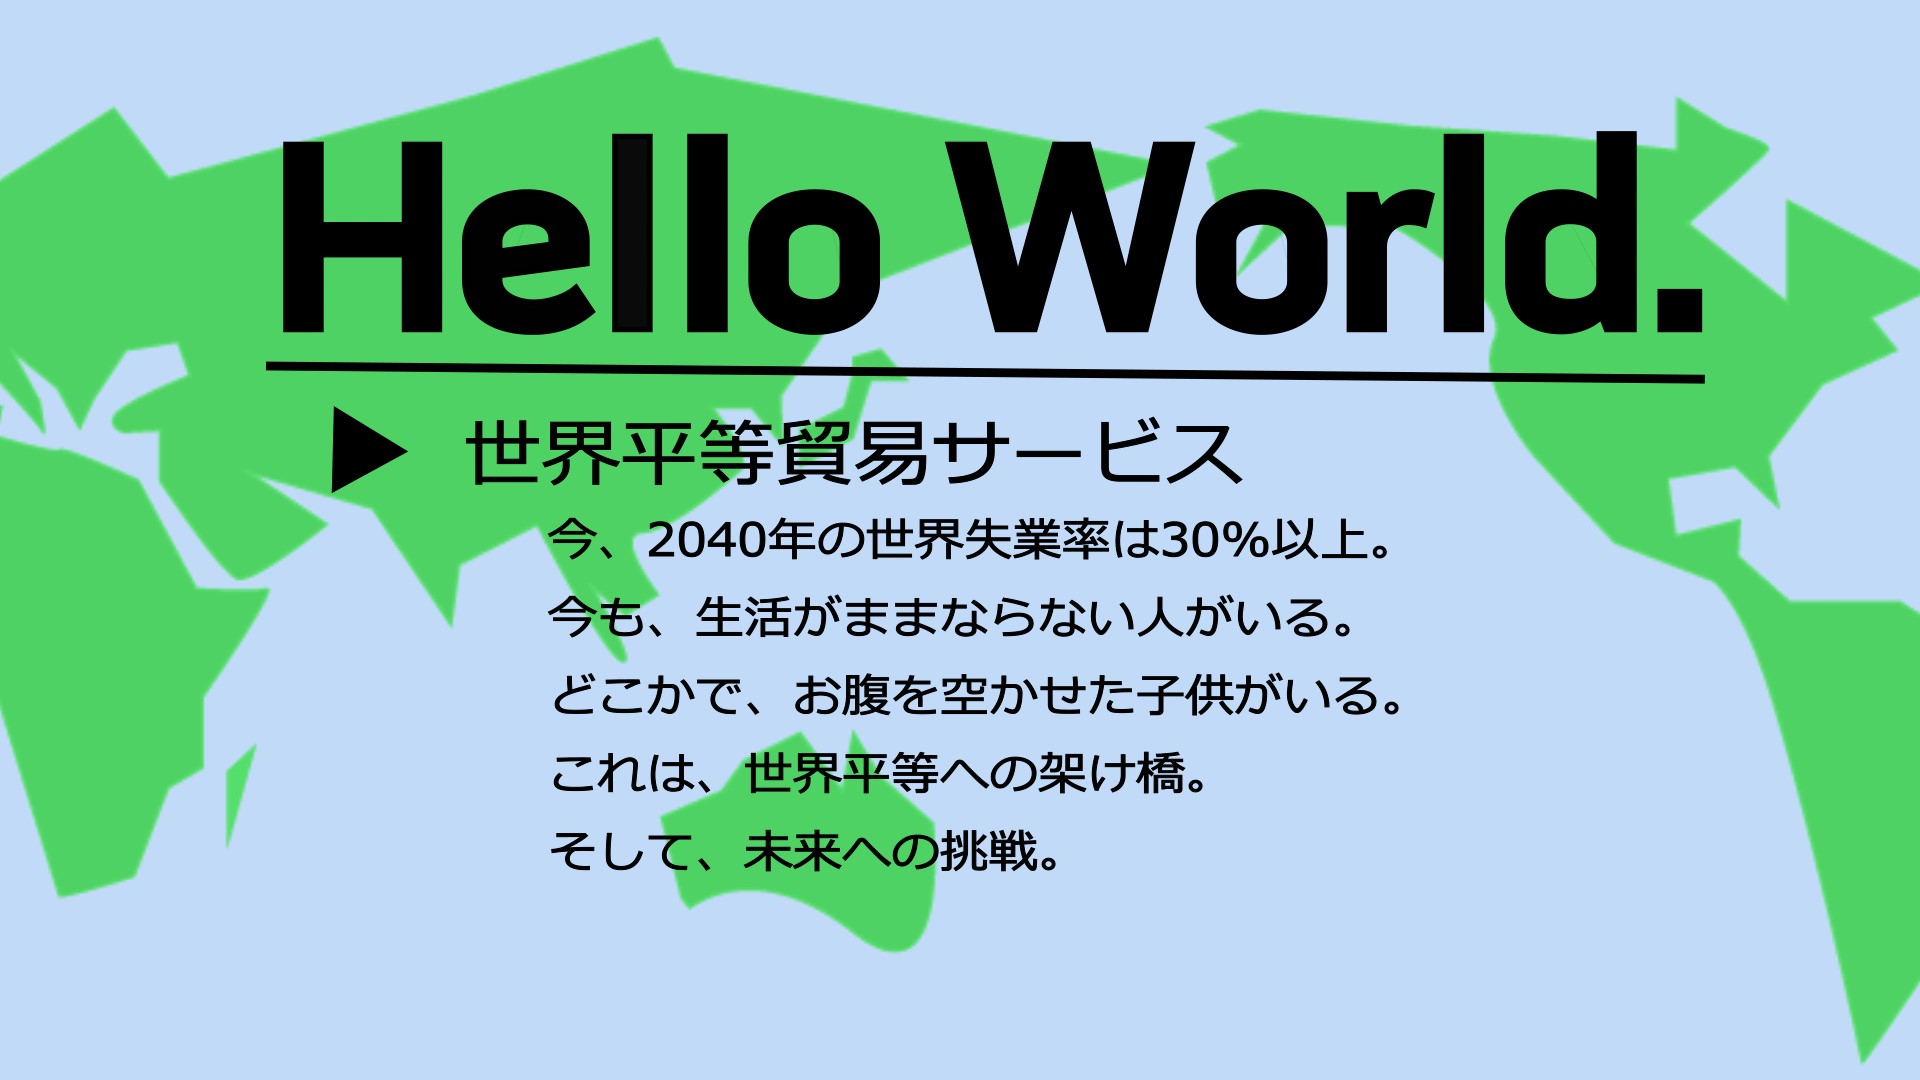 Hello World.
世界平等貿易サービス
今、2040年の世界失業率は30%以上。
今も、生活がままならない人がいる。
どこかで、お腹を空かせた子供がいる。
これは、世界平等への架け橋。
そして、未来への挑戦。